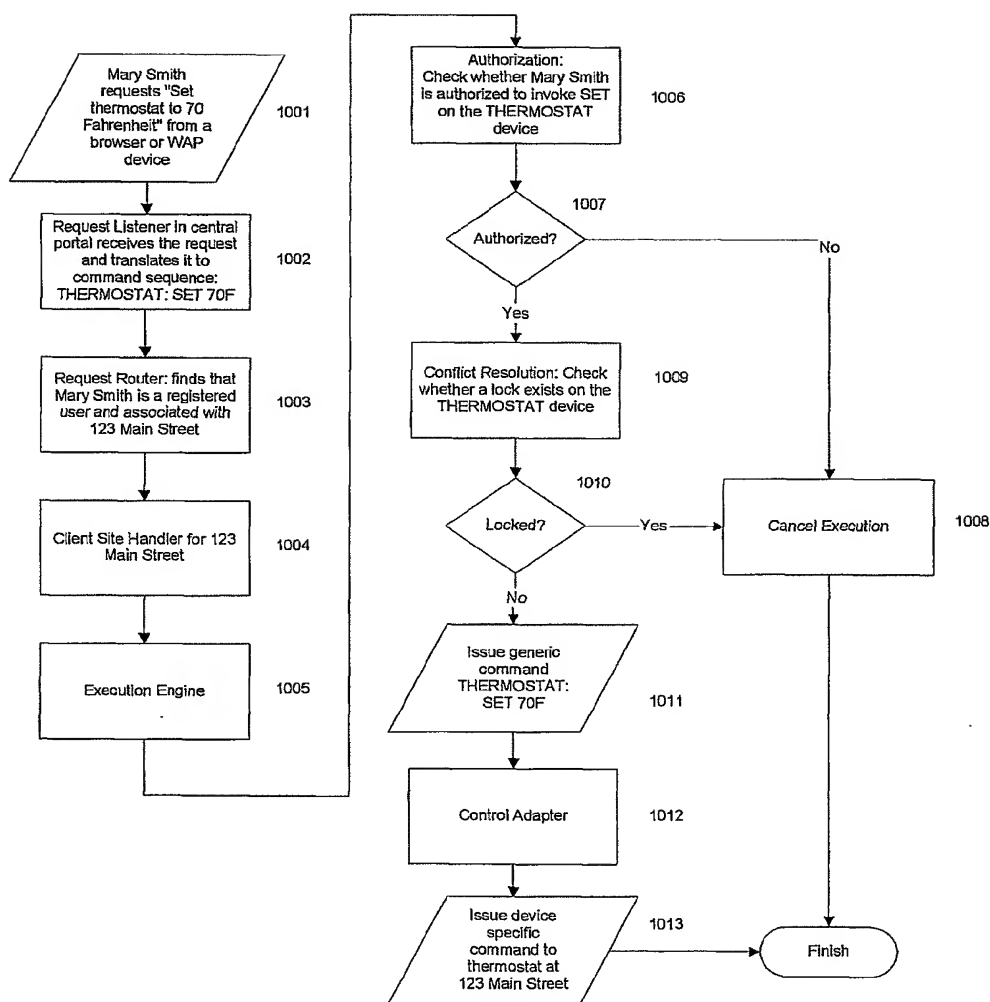 Mary Smith
requests "Set
thermostat to 70
Fahrenheit" from a
browser or WAP
device
1001
Request Listener in central
portal receives the request
and translates it to
command sequence:
THERMOSTAT: SET 70F
1002
Request Router: finds that
Mary Smith is a registered
user and associated with
123 Main Street
1003
Client Site Handler for 123
Main Street
1004
Execution Engine
1005
Authorization:
Check whether Mary Smith
is authorized to invoke SET
on the THERMOSTAT
device
1006
1007
Authorized?
No
Yes
Conflict Resolution: Check
whether a lock exists on the
THERMOSTAT device
1009
1010
Locked?
Yes
Cancel Execution
1008
No
Issue generic
command
THERMOSTAT:
SET 70F
1011
Control Adapter
1012
Issue device
specific
command to
thermostat at
123 Main Street
1013
Finish